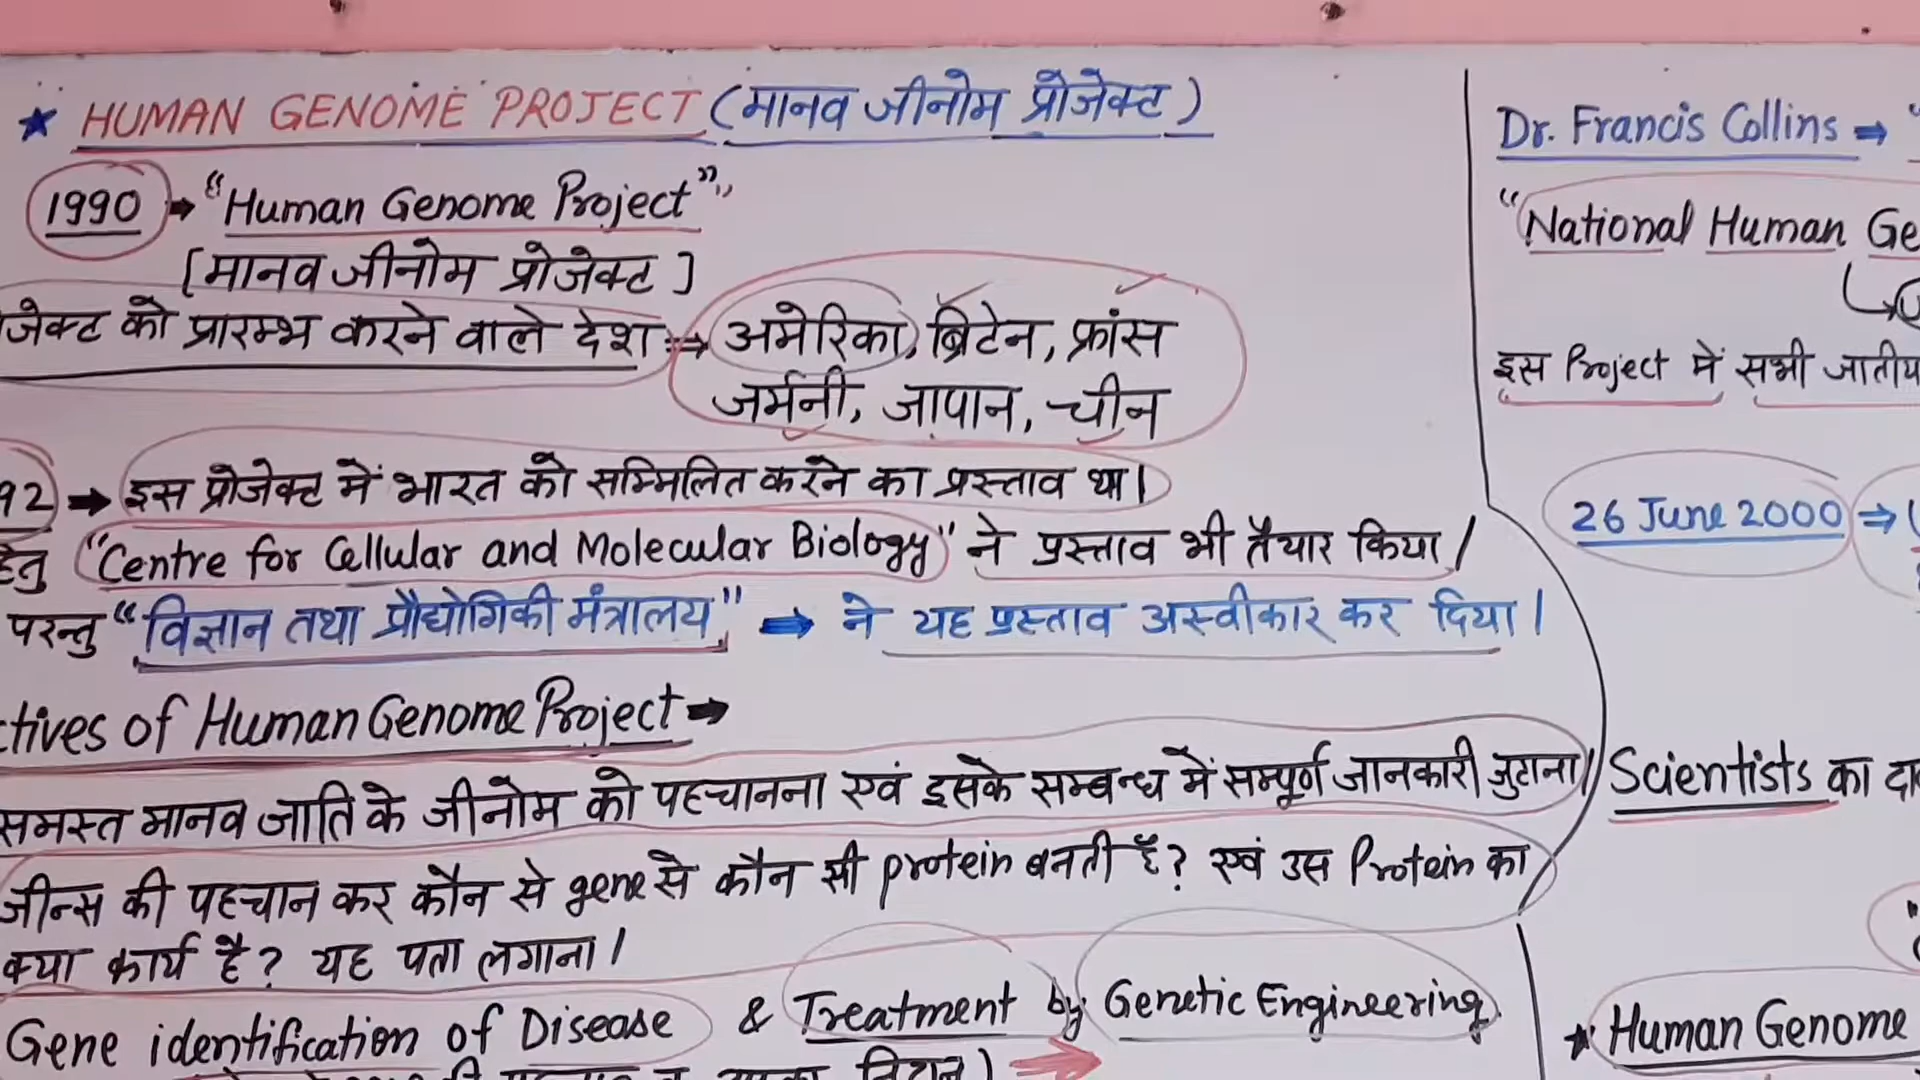 ★ HUMAN GENOME PROJECT (मानव जीनोम प्रोजेक्ट)
1990 → "Human Genome Project"
[मानव जीनोम प्रोजेक्ट]
जेक्ट को प्रारम्भ करने वाले देश → अमेरिका, ब्रिटेन, फ्रांस
जर्मनी, जापान, चीन
92 → इस प्रोजेक्ट में भारत को सम्मिलित करने का प्रस्ताव था।
हेतु "Centre for Cellular and Molecular Biology" ने प्रस्ताव भी तैयार किया।
परन्तु "विज्ञान तथा प्रौद्योगिकी मंत्रालय" → ने यह प्रस्ताव अस्वीकार कर दिया।
ctives of Human Genome Project →
समस्त मानव जाति के जीनोम को पहचानना एवं इसके सम्बन्ध में सम्पूर्ण जानकारी जुटाना।
जीन्स की पहचान कर कौन से gene से कौन सी protein बनती है? एवं उस Protein का
क्या कार्य है? यह पता लगाना।
Gene identification of Disease & Treatment by Genetic Engineering.
Dr. Francis Collins → "
"National Human Ge
इस Project में सभी जातीय
26 June 2000 →
Scientists का दा
★ Human Genome